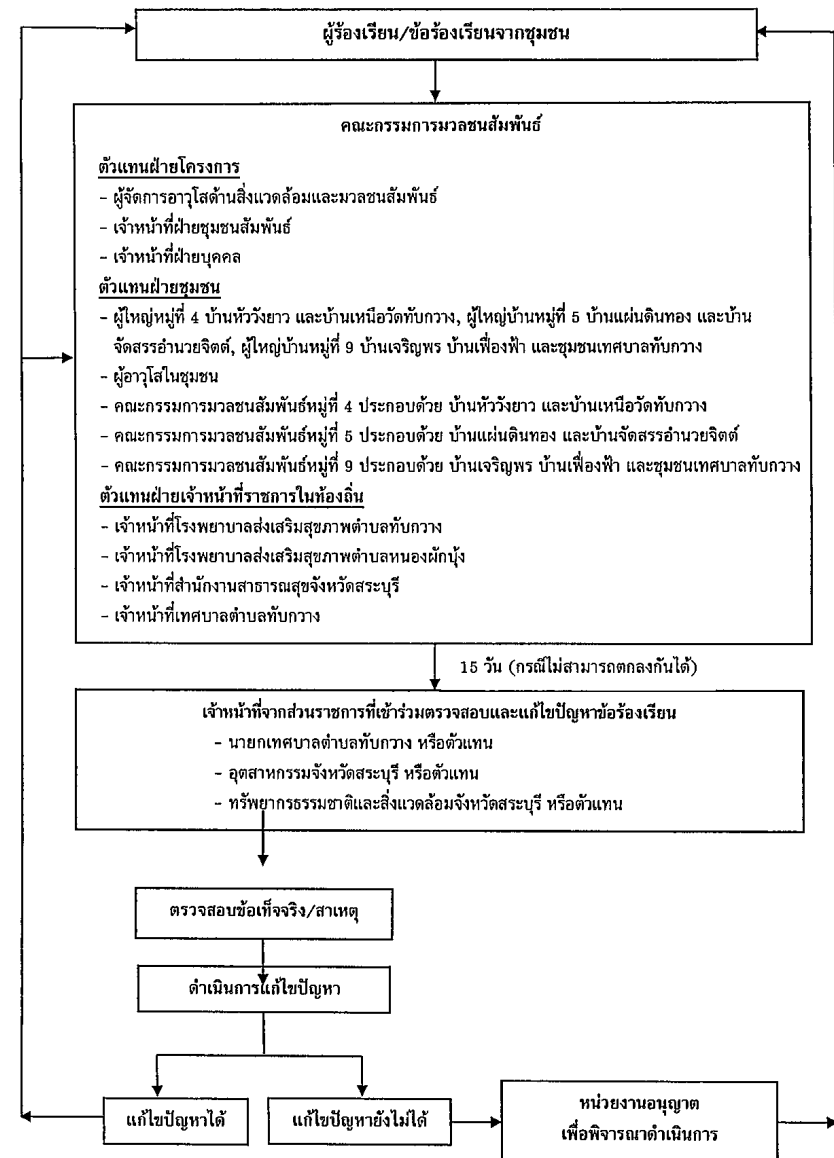 ผู้ร้องเรียน/ข้อร้องเรียนจากชุมชน
คณะกรรมการมวลชนสัมพันธ์
ตัวแทนฝ่ายโครงการ
- ผู้จัดการอาวุโสด้านสิ่งแวดล้อมและมวลชนสัมพันธ์
- เจ้าหน้าที่ฝ่ายชุมชนสัมพันธ์
- เจ้าหน้าที่ฝ่ายบุคคล
ตัวแทนฝ่ายชุมชน
- ผู้ใหญ่หมู่ที่ 4 บ้านหัววังยาว และบ้านเหนือวัดทับกวาง, ผู้ใหญ่บ้านหมู่ที่ 5 บ้านแผ่นดินทอง และบ้าน
จัดสรรอำนวยจิตต์, ผู้ใหญ่บ้านหมู่ที่ 9 บ้านเจริญพร บ้านเฟื่องฟ้า และชุมชนเทศบาลทับกวาง
- ผู้อาวุโสในชุมชน
- คณะกรรมการมวลชนสัมพันธ์หมู่ที่ 4 ประกอบด้วย บ้านหัววังยาว และบ้านเหนือวัดทับกวาง
- คณะกรรมการมวลชนสัมพันธ์หมู่ที่ 5 ประกอบด้วย บ้านแผ่นดินทอง และบ้านจัดสรรอำนวยจิตต์
- คณะกรรมการมวลชนสัมพันธ์หมู่ที่ 9 ประกอบด้วย บ้านเจริญพร บ้านเฟื่องฟ้า และชุมชนเทศบาลทับกวาง
ตัวแทนฝ่ายเจ้าหน้าที่ราชการในท้องถิ่น
- เจ้าหน้าที่โรงพยาบาลส่งเสริมสุขภาพตำบลทับกวาง
- เจ้าหน้าที่โรงพยาบาลส่งเสริมสุขภาพตำบลหนองผักบุ้ง
- เจ้าหน้าที่สำนักงานสาธารณสุขจังหวัดสระบุรี
- เจ้าหน้าที่เทศบาลตำบลทับกวาง
15 วัน (กรณีไม่สามารถตกลงกันได้)
เจ้าหน้าที่จากส่วนราชการที่เข้าร่วมตรวจสอบและแก้ไขปัญหาข้อร้องเรียน
- นายกเทศบาลตำบลทับกวาง หรือตัวแทน
- อุตสาหกรรมจังหวัดสระบุรี หรือตัวแทน
- ทรัพยากรธรรมชาติและสิ่งแวดล้อมจังหวัดสระบุรี หรือตัวแทน
ตรวจสอบข้อเท็จจริง/สาเหตุ
ดำเนินการแก้ไขปัญหา
แก้ไขปัญหาได้
แก้ไขปัญหายังไม่ได้
หน่วยงานอนุญาต
เพื่อพิจารณาดำเนินการ